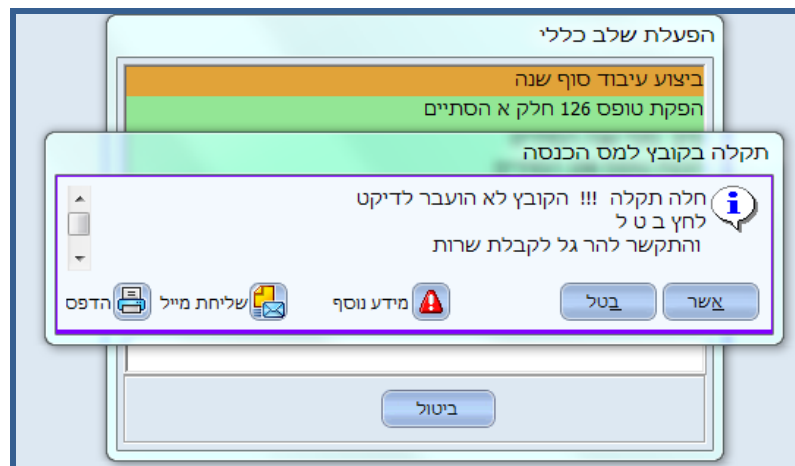 הפעלת שלב כללי
ביצוע עיבוד סוף שנה
הפקת טופס 126 חלק א הסתיים
תקלה בקובץ למס הכנסה
חלה תקלה !!! הקובץ לא הועבר לדיקט
לחץ ב ט ל
והתקשר להר גל לקבלת שרות
אשר
בטל
מידע נוסף
שליחת מייל
הדפס
ביטול